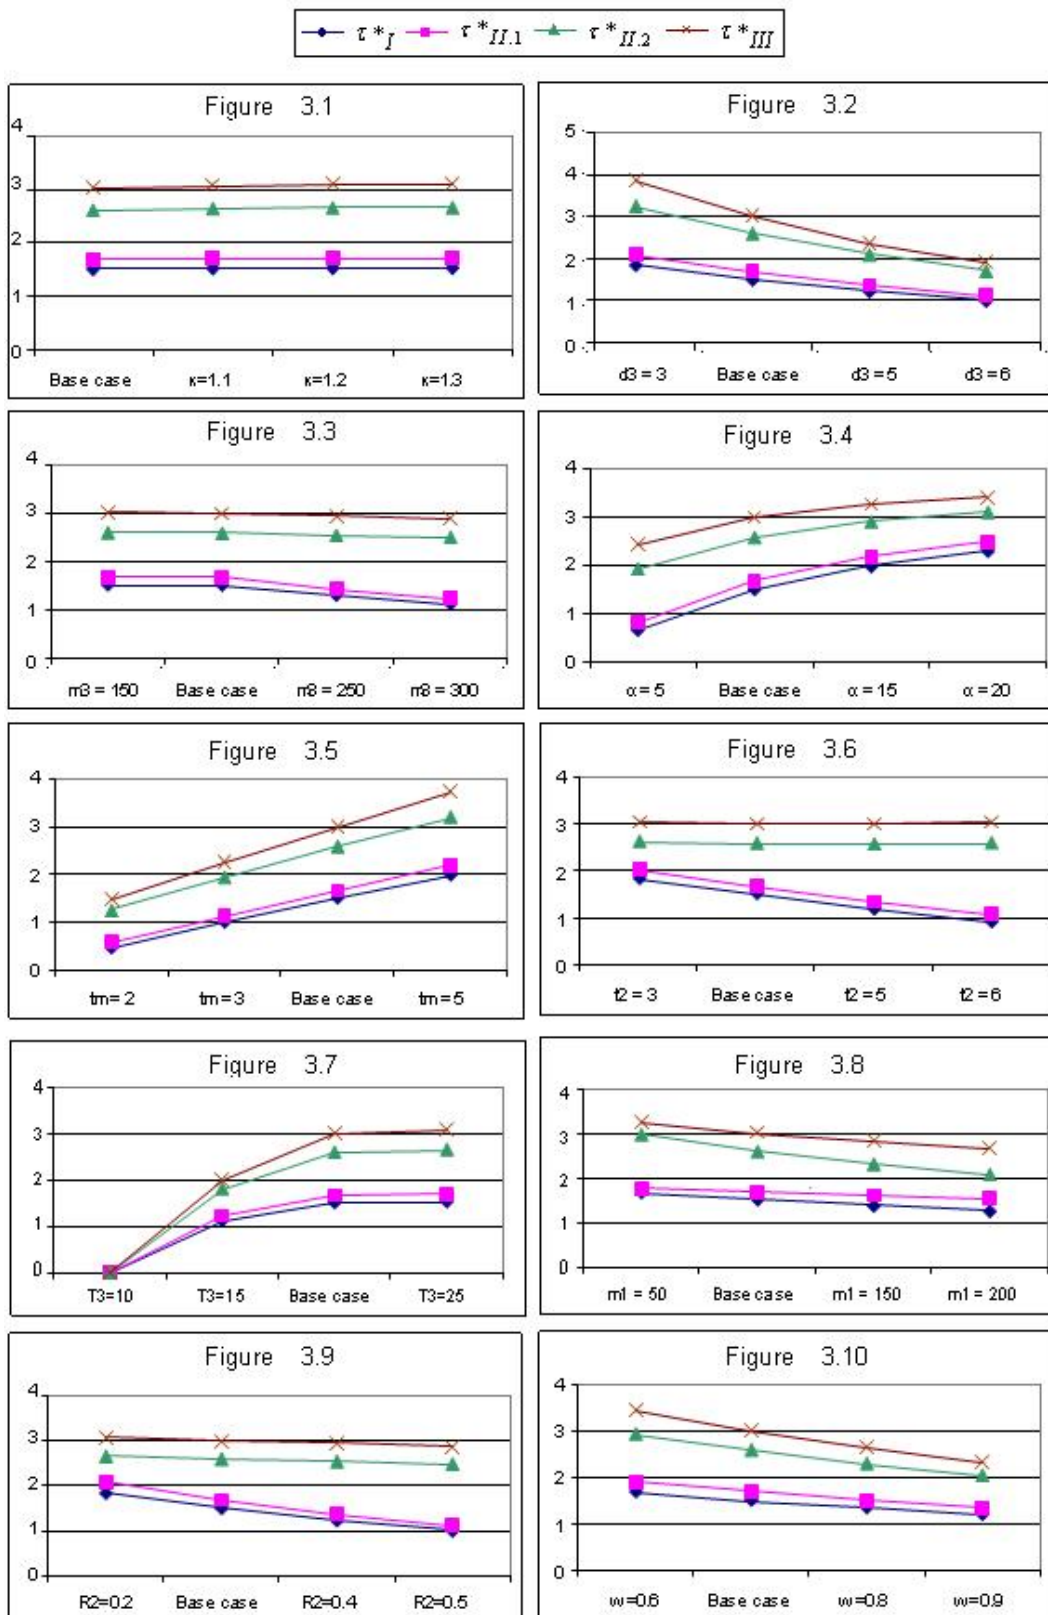 τ*I τ*II.1 τ*II.2 τ*III
Figure 3.1
4
3
2
1
0
Base case κ=1.1 κ=1.2 κ=1.3
Figure 3.2
5
4
3
2
1
0
d3 = 3 Base case d3 = 5 d3 = 6
Figure 3.3
4
3
2
1
0
m3 = 150 Base case m3 = 250 m3 = 300
Figure 3.4
4
3
2
1
0
α = 5 Base case α = 15 α = 20
Figure 3.5
4
3
2
1
0
tm = 2 tm = 3 Base case tm = 5
Figure 3.6
4
3
2
1
0
t2 = 3 Base case t2 = 5 t2 = 6
Figure 3.7
4
3
2
1
0
T3=10 T3=15 Base case T3=25
Figure 3.8
4
3
2
1
0
m1 = 50 Base case m1 = 150 m1 = 200
Figure 3.9
4
3
2
1
0
R2=0.2 Base case R2=0.4 R2=0.5
Figure 3.10
4
3
2
1
0
w=0.6 Base case w=0.8 w=0.9